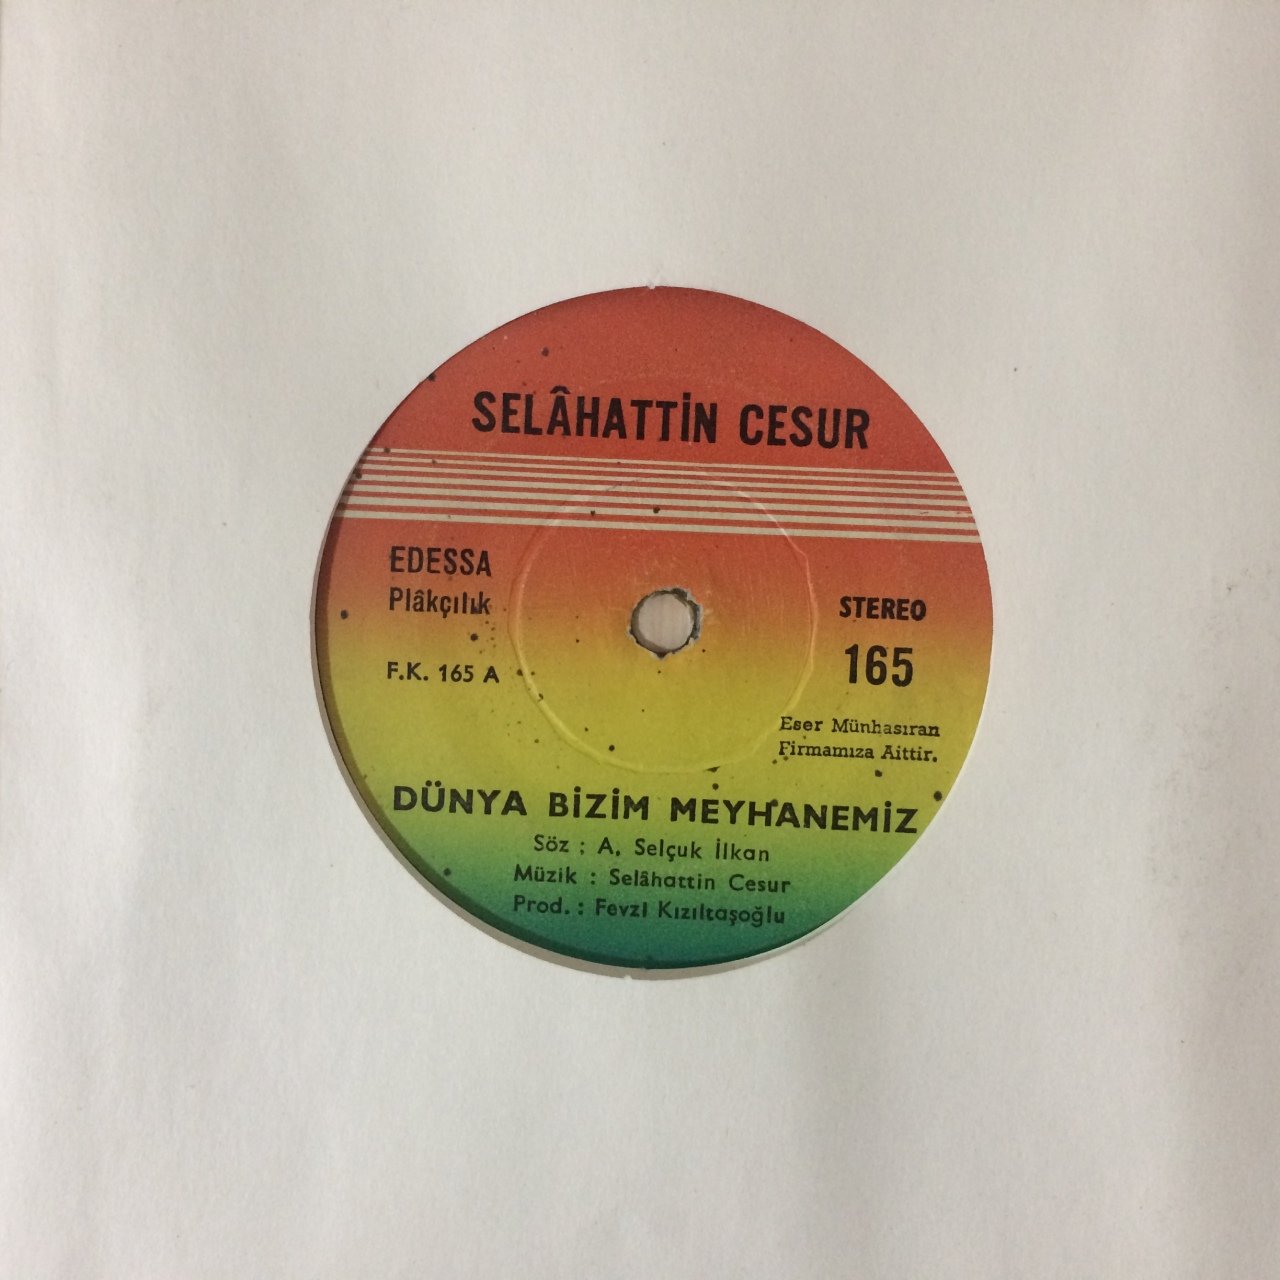 SELÂHATTİN CESUR
EDESSA
Plâkçılık
F.K. 165 A
STEREO
165
Eser Münhasıran
Firmamıza Aittir.
DÜNYA BİZİM MEYHANEMİZ
Söz : A. Selçuk İlkan
Müzik : Selâhattin Cesur
Prod. : Fevzi Kızıltaşoğlu